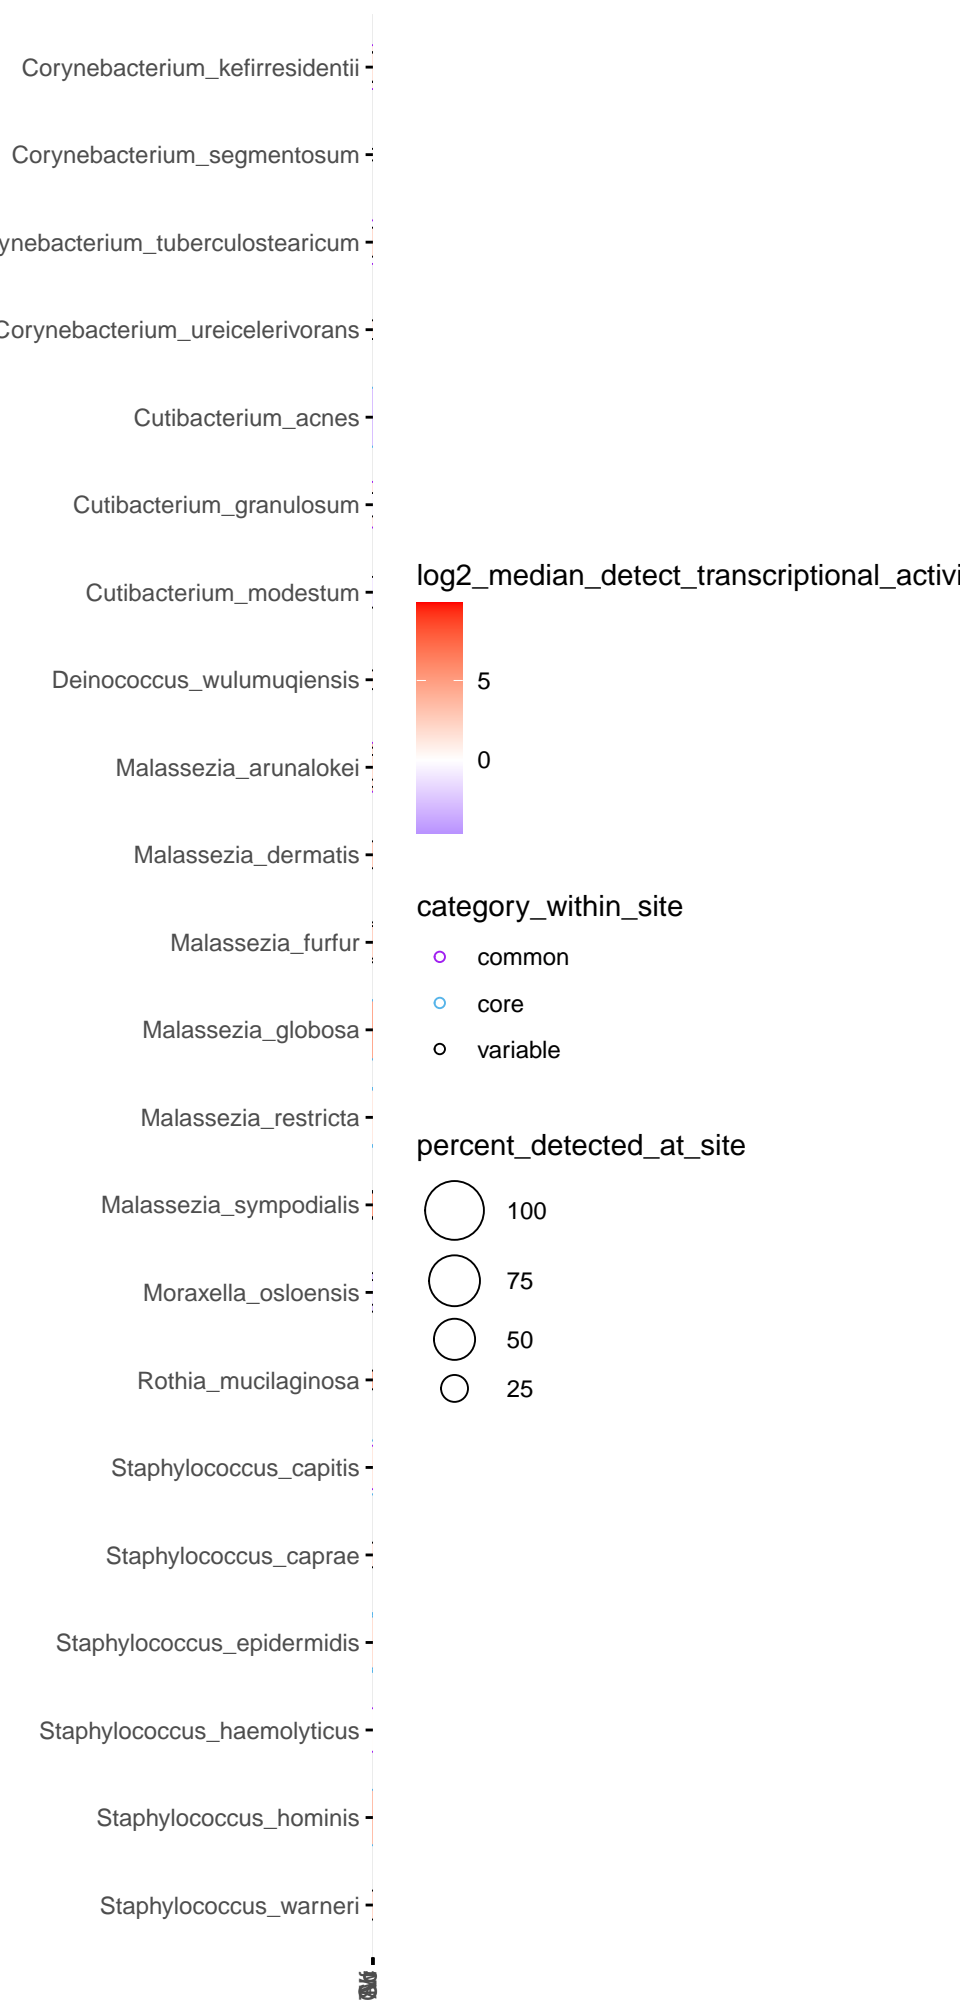 Corynebacterium_kefirresidentii
Corynebacterium_segmentosum
ynebacterium_tuberculostearicum
Corynebacterium_ureicelerivorans
Cutibacterium_acnes
Cutibacterium_granulosum
Cutibacterium_modestum
Deinococcus_wulumuqiensis
Malassezia_arunalokei
Malassezia_dermatis
Malassezia_furfur
Malassezia_globosa
Malassezia_restricta
Malassezia_sympodialis
Moraxella_osloensis
Rothia_mucilaginosa
Staphylococcus_capitis
Staphylococcus_caprae
Staphylococcus_epidermidis
Staphylococcus_haemolyticus
Staphylococcus_hominis
Staphylococcus_warneri
log2_median_detect_transcriptional_activi
5
0
category_within_site
common
core
variable
percent_detected_at_site
100
75
50
25